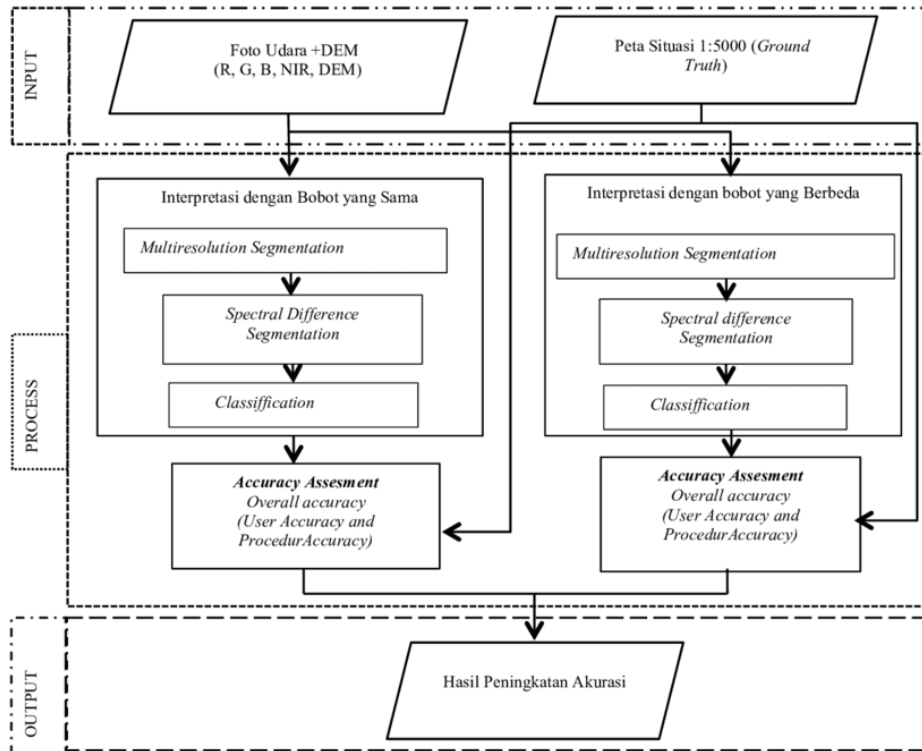 INPUT
Foto Udara +DEM
(R, G, B, NIR, DEM)
Peta Situasi 1:5000 (Ground
Truth)
PROCESS
Interpretasi dengan Bobot yang Sama
Multiresolution Segmentation
Spectral Difference
Segmentation
Classiffication
Accuracy Assesment
Overall accuracy
(User Accuracy and
ProcedurAccuracy)
Interpretasi dengan bobot yang Berbeda
Multiresolution Segmentation
Spectral difference
Segmentation
Classification
Accuracy Assesment
Overall accuracy
(User Accuracy and
ProcedurAccuracy)
OUTPUT
Hasil Peningkatan Akurasi